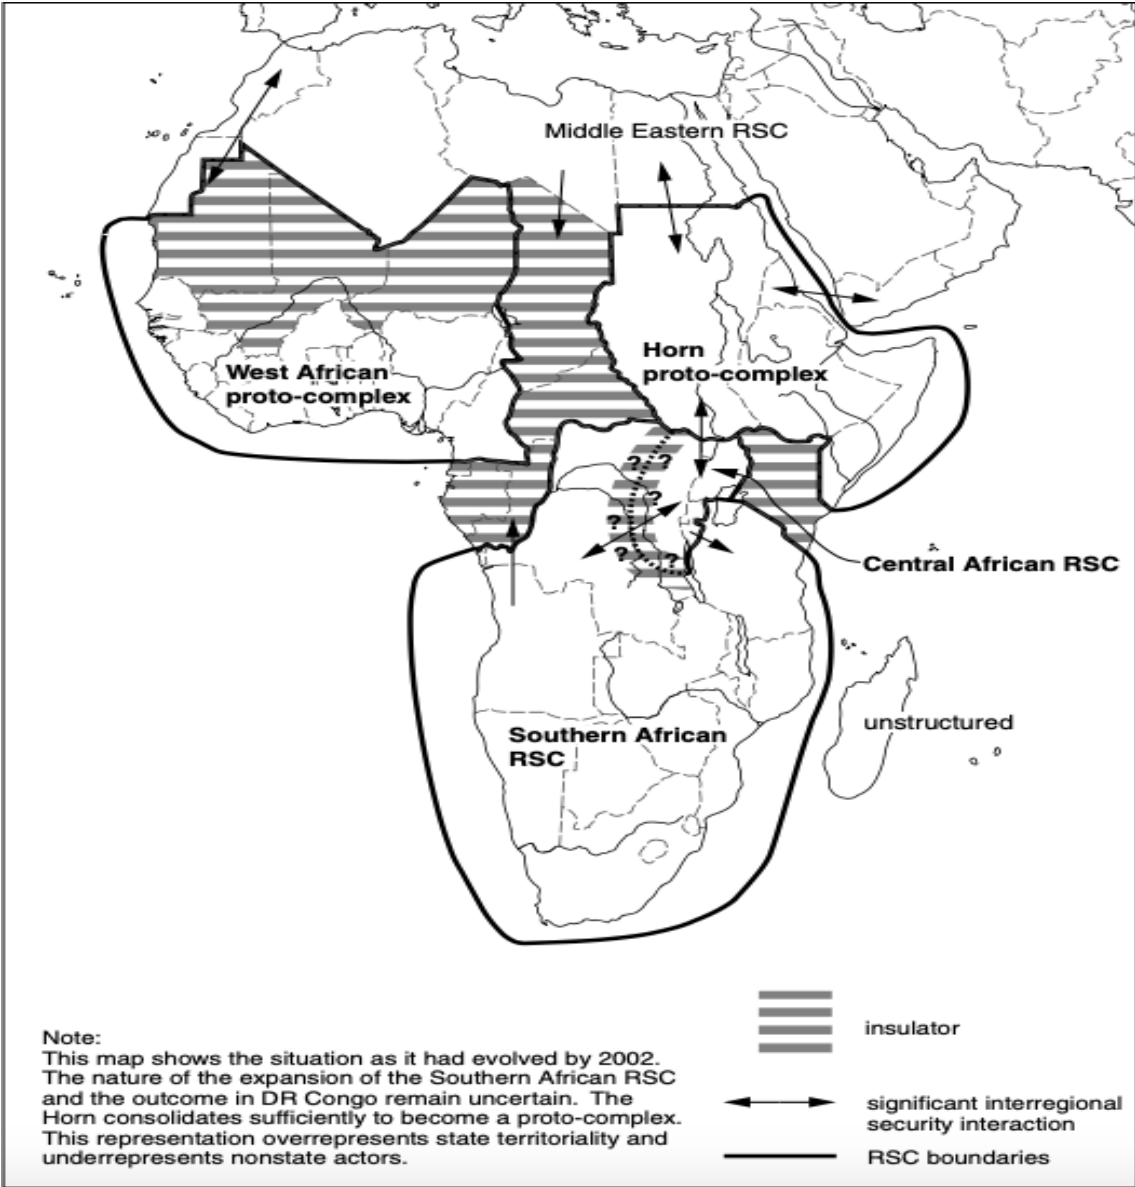 Middle Eastern RSC
Horn
proto-complex
West African
proto-complex
? ?
?
?
? ?
Central African RSC
unstructured
Southern African
RSC
insulator
Note:
This map shows the situation as it had evolved by 2002.
The nature of the expansion of the Southern African RSC
and the outcome in DR Congo remain uncertain. The
Horn consolidates sufficiently to become a proto-complex.
This representation overrepresents state territoriality and
underrepresents nonstate actors.
significant interregional
security interaction
RSC boundaries